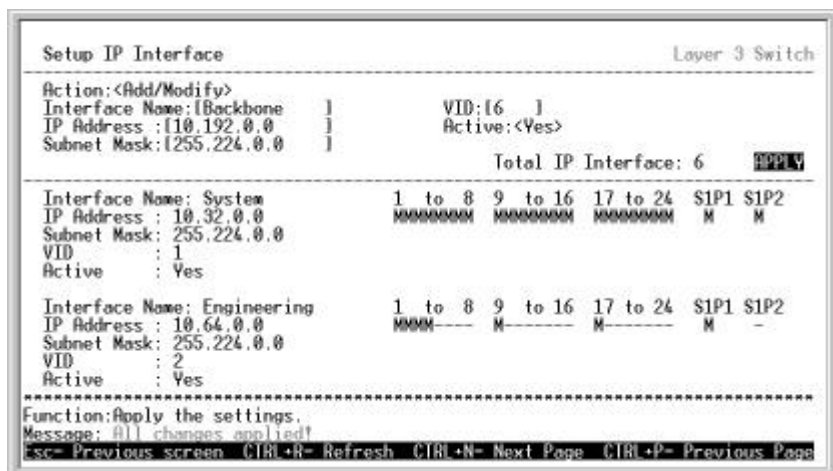 Setup IP Interface Layer 3 Switch
Action:<Add/Modify>
Interface Name:[Backbone ] VID:[6 ]
IP Address :[10.192.0.0 ] Active:<Yes>
Subnet Mask:[255.224.0.0 ]
Total IP Interface: 6 APPLY
Interface Name: System 1 to 8 9 to 16 17 to 24 S1P1 S1P2
IP Address : 10.32.0.0 MMMMMMMM MMMMMMMM MMMMMMMM M M
Subnet Mask: 255.224.0.0
VID : 1
Active : Yes
Interface Name: Engineering 1 to 8 9 to 16 17 to 24 S1P1 S1P2
IP Address : 10.64.0.0 MMMM---- M------- M------- M -
Subnet Mask: 255.224.0.0
VID : 2
Active : Yes
Function:Apply the settings.
Message: All changes applied!
Esc= Previous screen CTRL+R= Refresh CTRL+N= Next Page CTRL+P= Previous Page